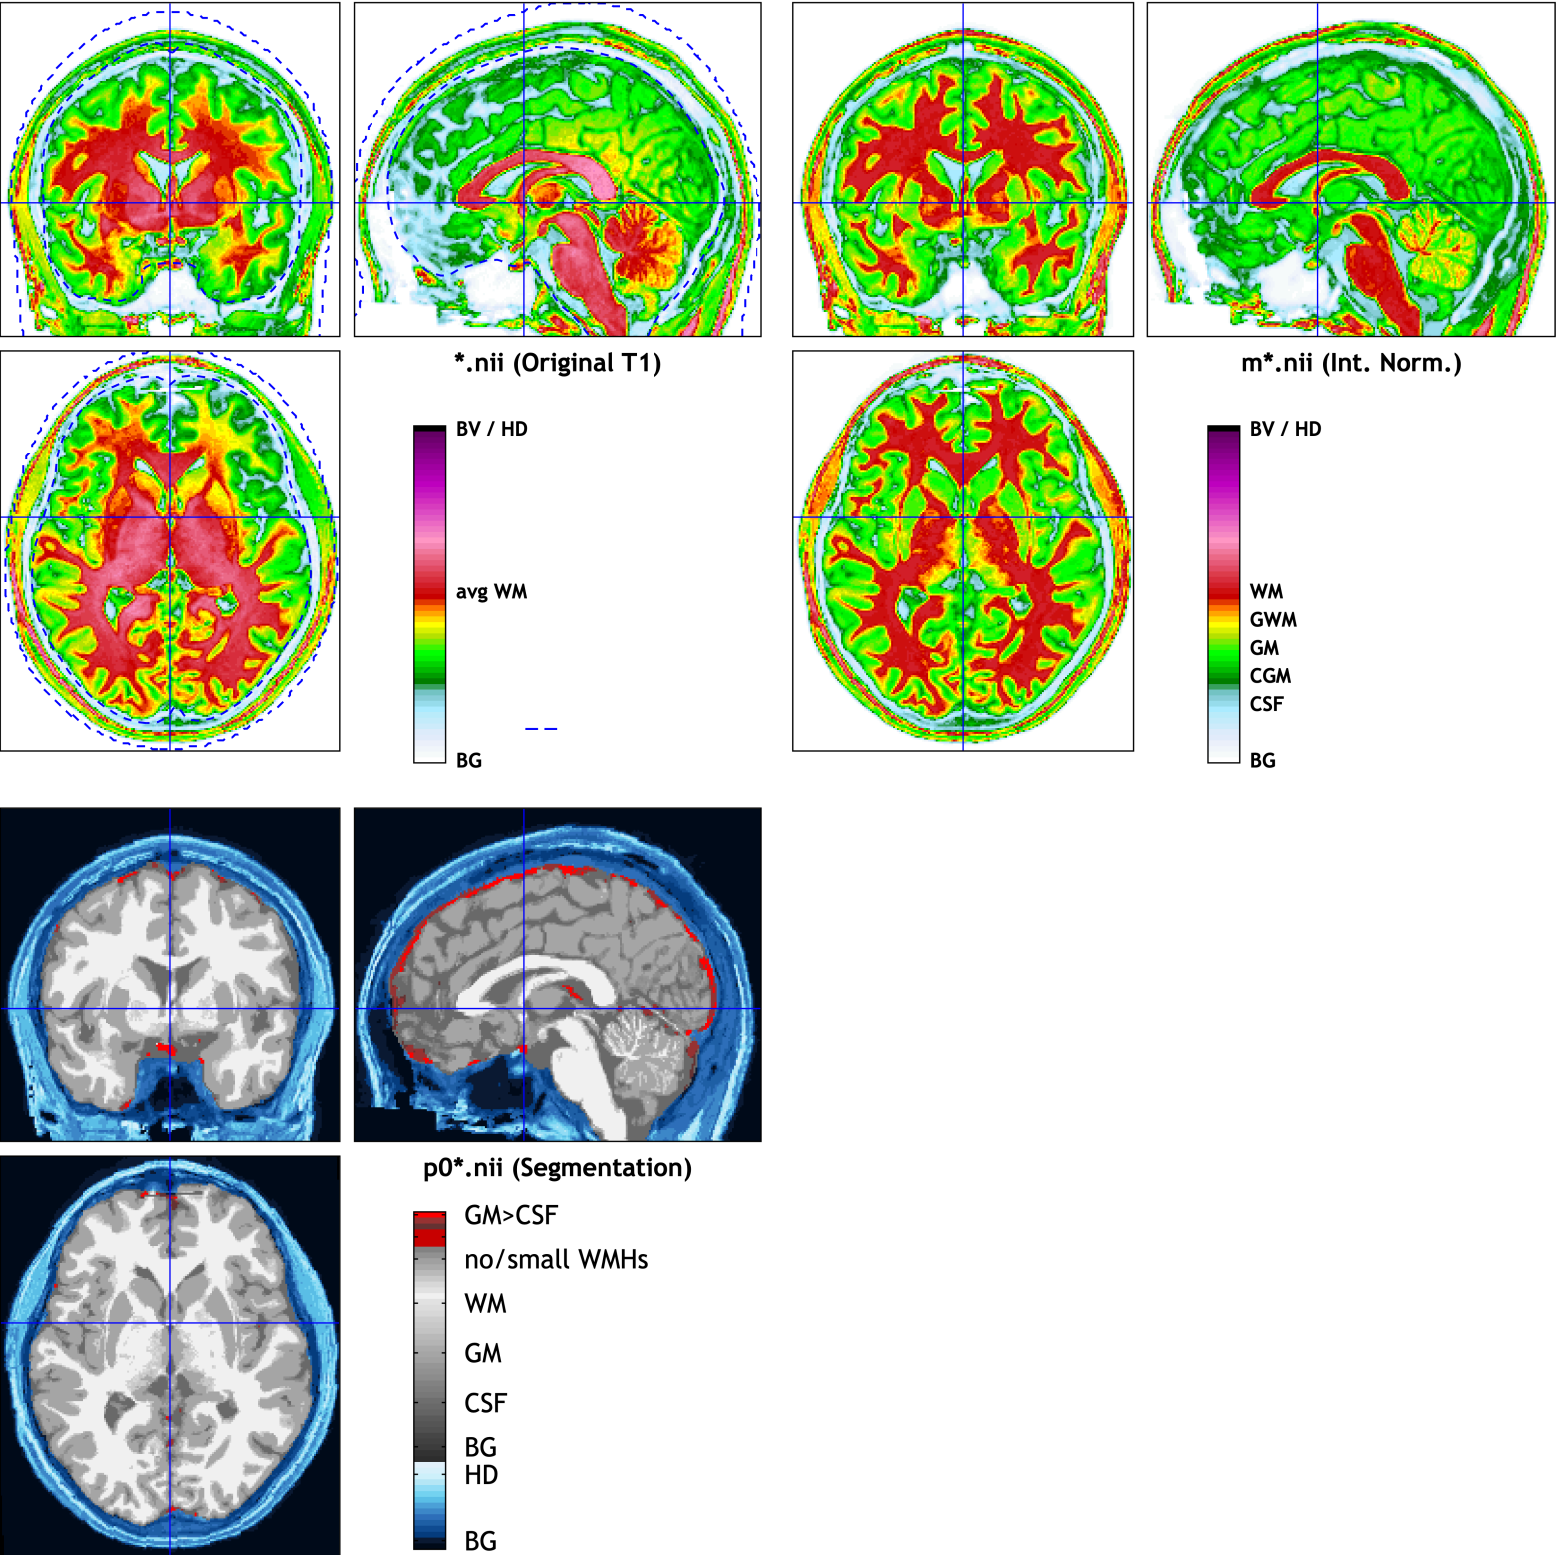 *.nii (Original T1)
BV / HD
avg WM
BG
m*.nii (Int. Norm.)
BV / HD
WM
GWM
GM
CGM
CSF
BG
p0*.nii (Segmentation)
GM>CSF
no/small WMHs
WM
GM
CSF
BG
HD
BG